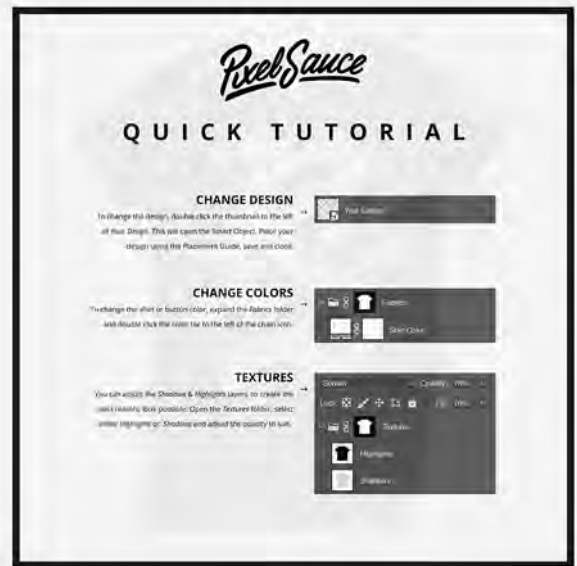 PixelSauce
QUICK TUTORIAL
CHANGE DESIGN
To change the design, double click the thumbnail to the left
of Your Design. This will open the Smart Object. Place your
design using the Placement Guide, save and close.
Your Design
CHANGE COLORS
To change the shirt or button color, expand the Fabrics folder
and double click the color tile to the left of the chain icon.
Fabrics
Shirt Color
TEXTURES
You can adjust the Shadows & Highlights layers, to create the
most realistic look possible. Open the Textures folder, select
either Highlights or Shadows and adjust the opacity to suit.
Screen Opacity:
Lock: Fill:
Textures
Highlights
Shadows